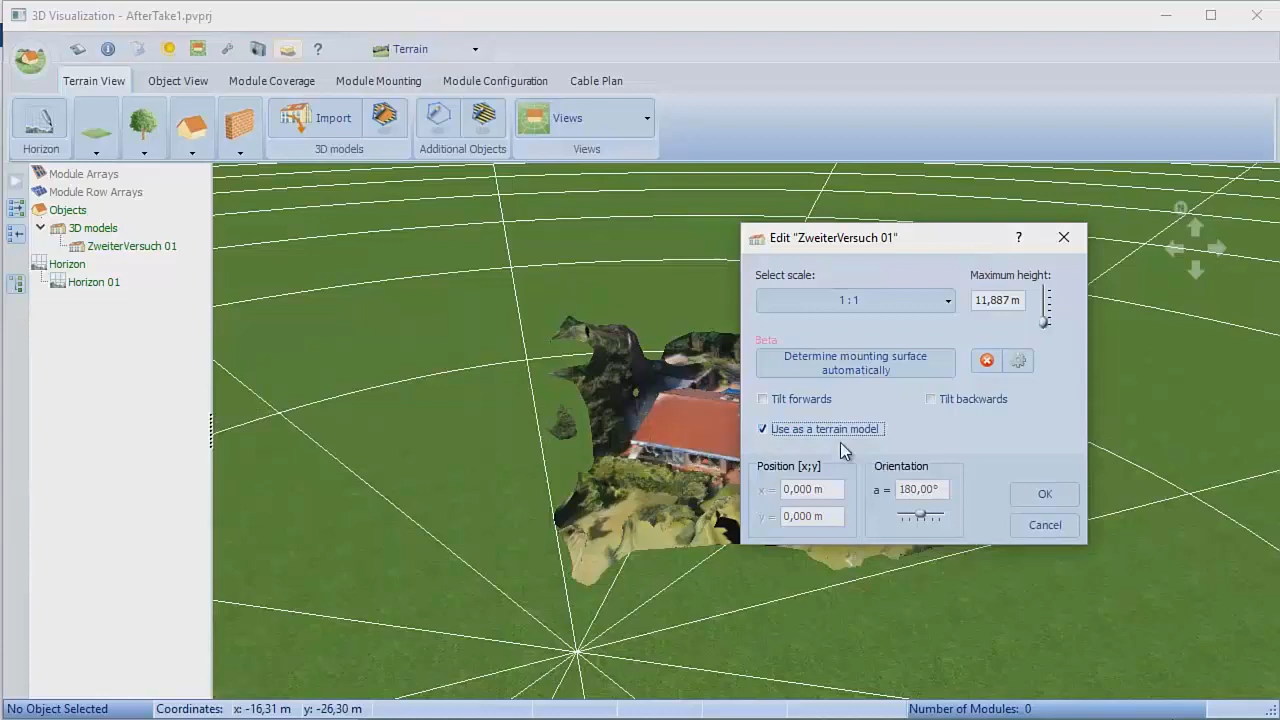 3D Visualization - AfterTake1.pvprj
Terrain
Terrain View
Object View
Module Coverage
Module Mounting
Module Configuration
Cable Plan
Import
Views
Horizon
3D models
Additional Objects
Views
Module Arrays
Module Row Arrays
Objects
3D models
ZweiterVersuch 01
Horizon
Horizon 01
N
Edit "ZweiterVersuch 01"
?
Select scale:
Maximum height:
1 : 1
11,887 m
Beta
Determine mounting surface
automatically
Tilt forwards
Tilt backwards
Use as a terrain model
Position [x;y]
Orientation
x = 0,000 m
a = 180,00°
OK
y = 0,000 m
Cancel
No Object Selected
Coordinates: x: -16,31 m y: -26,30 m
Number of Modules: 0